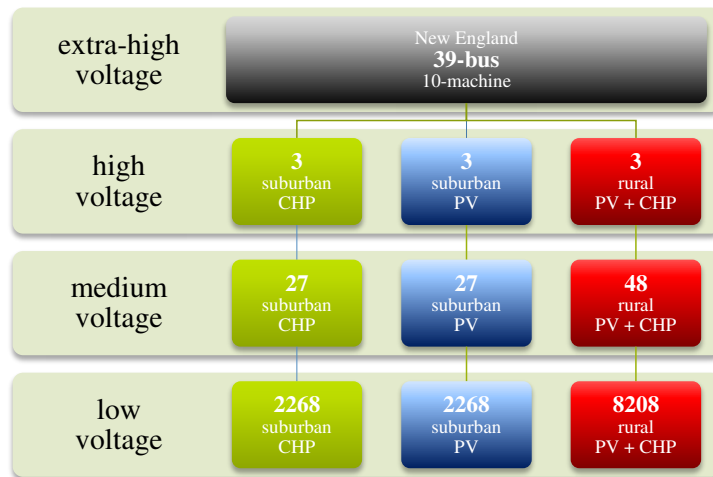 extra-high
voltage
New England
39-bus
10-machine
high
voltage
3
suburban
CHP
3
suburban
PV
3
rural
PV + CHP
medium
voltage
27
suburban
CHP
27
suburban
PV
48
rural
PV + CHP
low
voltage
2268
suburban
CHP
2268
suburban
PV
8208
rural
PV + CHP